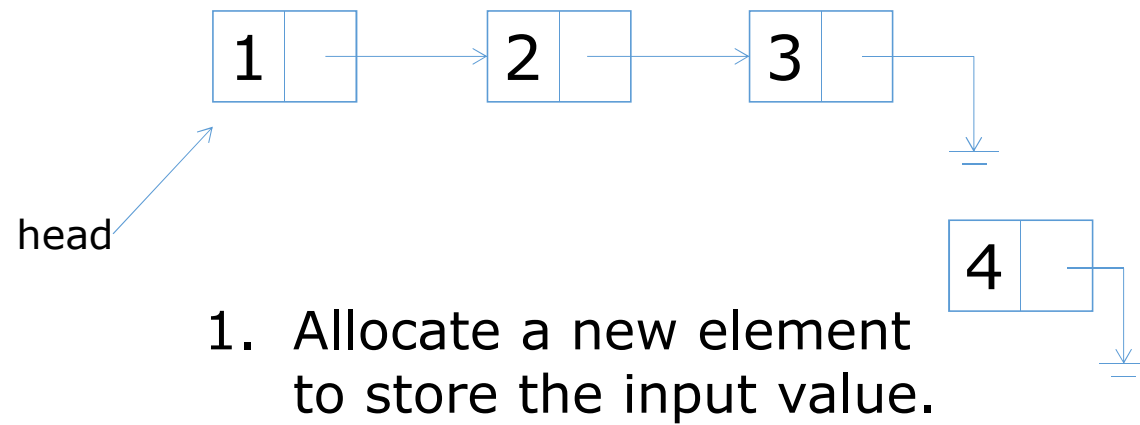 1 2 3
head
4
1. Allocate a new element
to store the input value.